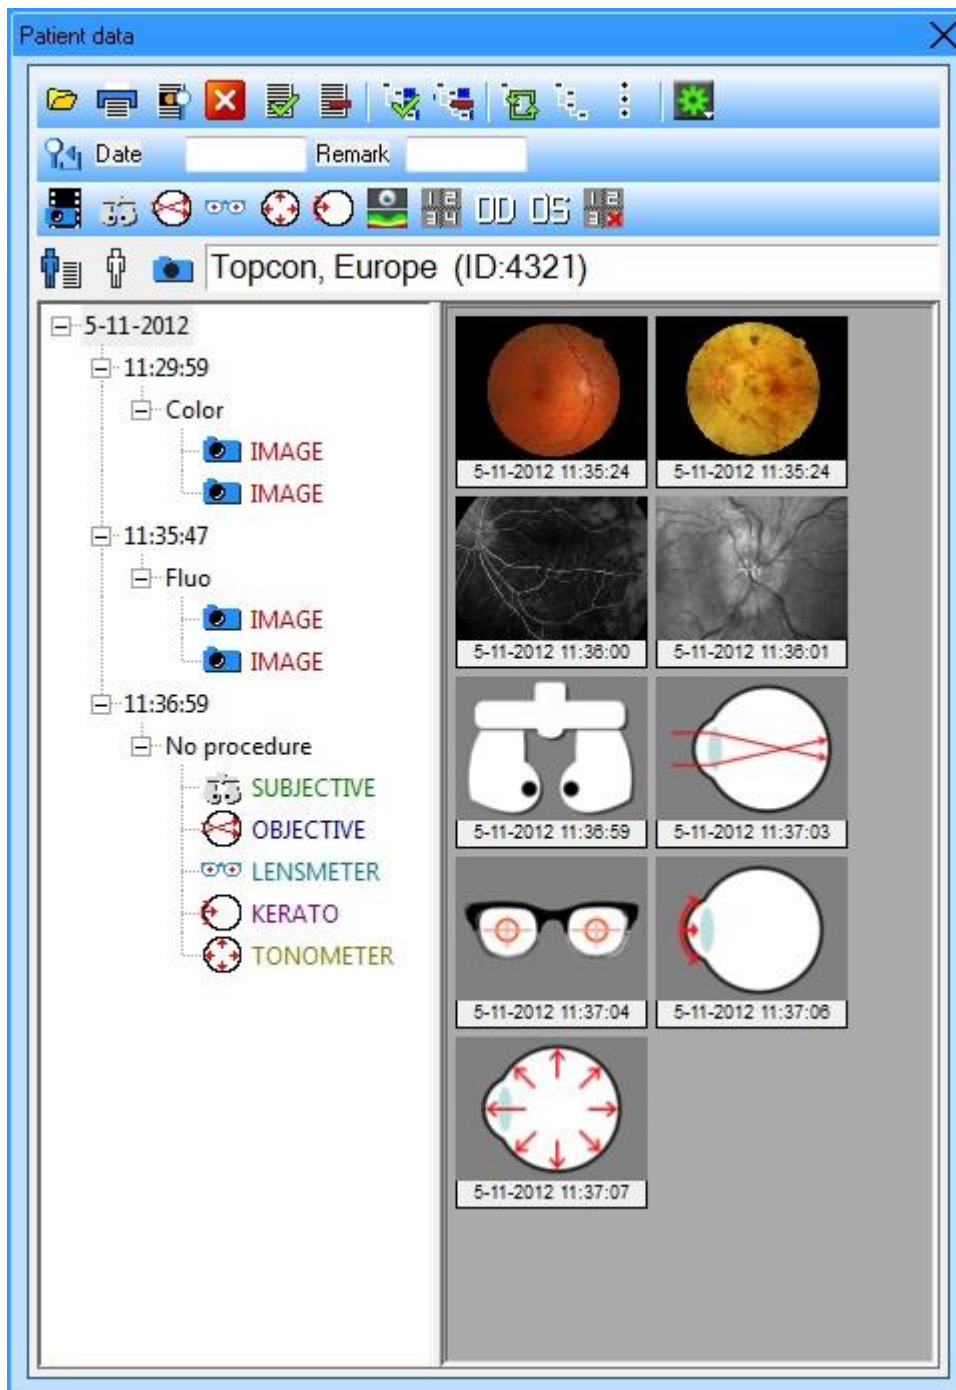 Patient data
Date Remark
OD OS
Topcon, Europe (ID:4321)
5-11-2012
11:29:59
Color
IMAGE
IMAGE
11:35:47
Fluo
IMAGE
IMAGE
11:36:59
No procedure
SUBJECTIVE
OBJECTIVE
LENSMETER
KERATO
TONOMETER
5-11-2012 11:35:24 5-11-2012 11:35:24
5-11-2012 11:36:00 5-11-2012 11:36:01
5-11-2012 11:36:59 5-11-2012 11:37:03
5-11-2012 11:37:04 5-11-2012 11:37:06
5-11-2012 11:37:07